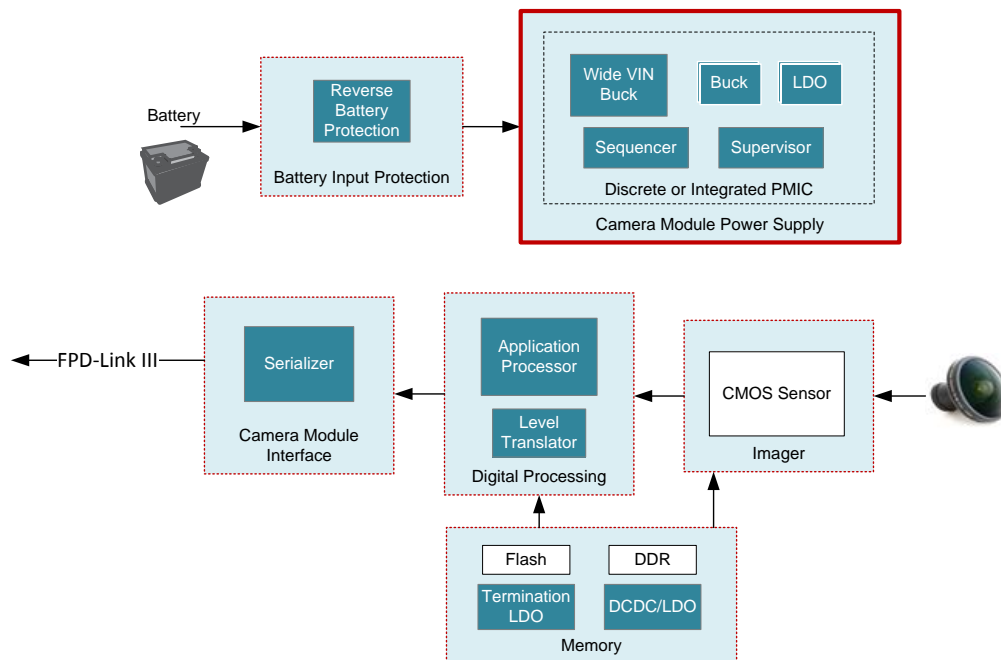 Battery
Reverse
Battery
Protection
Battery Input Protection
Wide VIN
Buck
Buck
LDO
Sequencer
Supervisor
Discrete or Integrated PMIC
Camera Module Power Supply
FPD-Link III
Serializer
Camera Module
Interface
Application
Processor
Level
Translator
Digital Processing
CMOS Sensor
Imager
Flash
DDR
Termination
LDO
DCDC/LDO
Memory